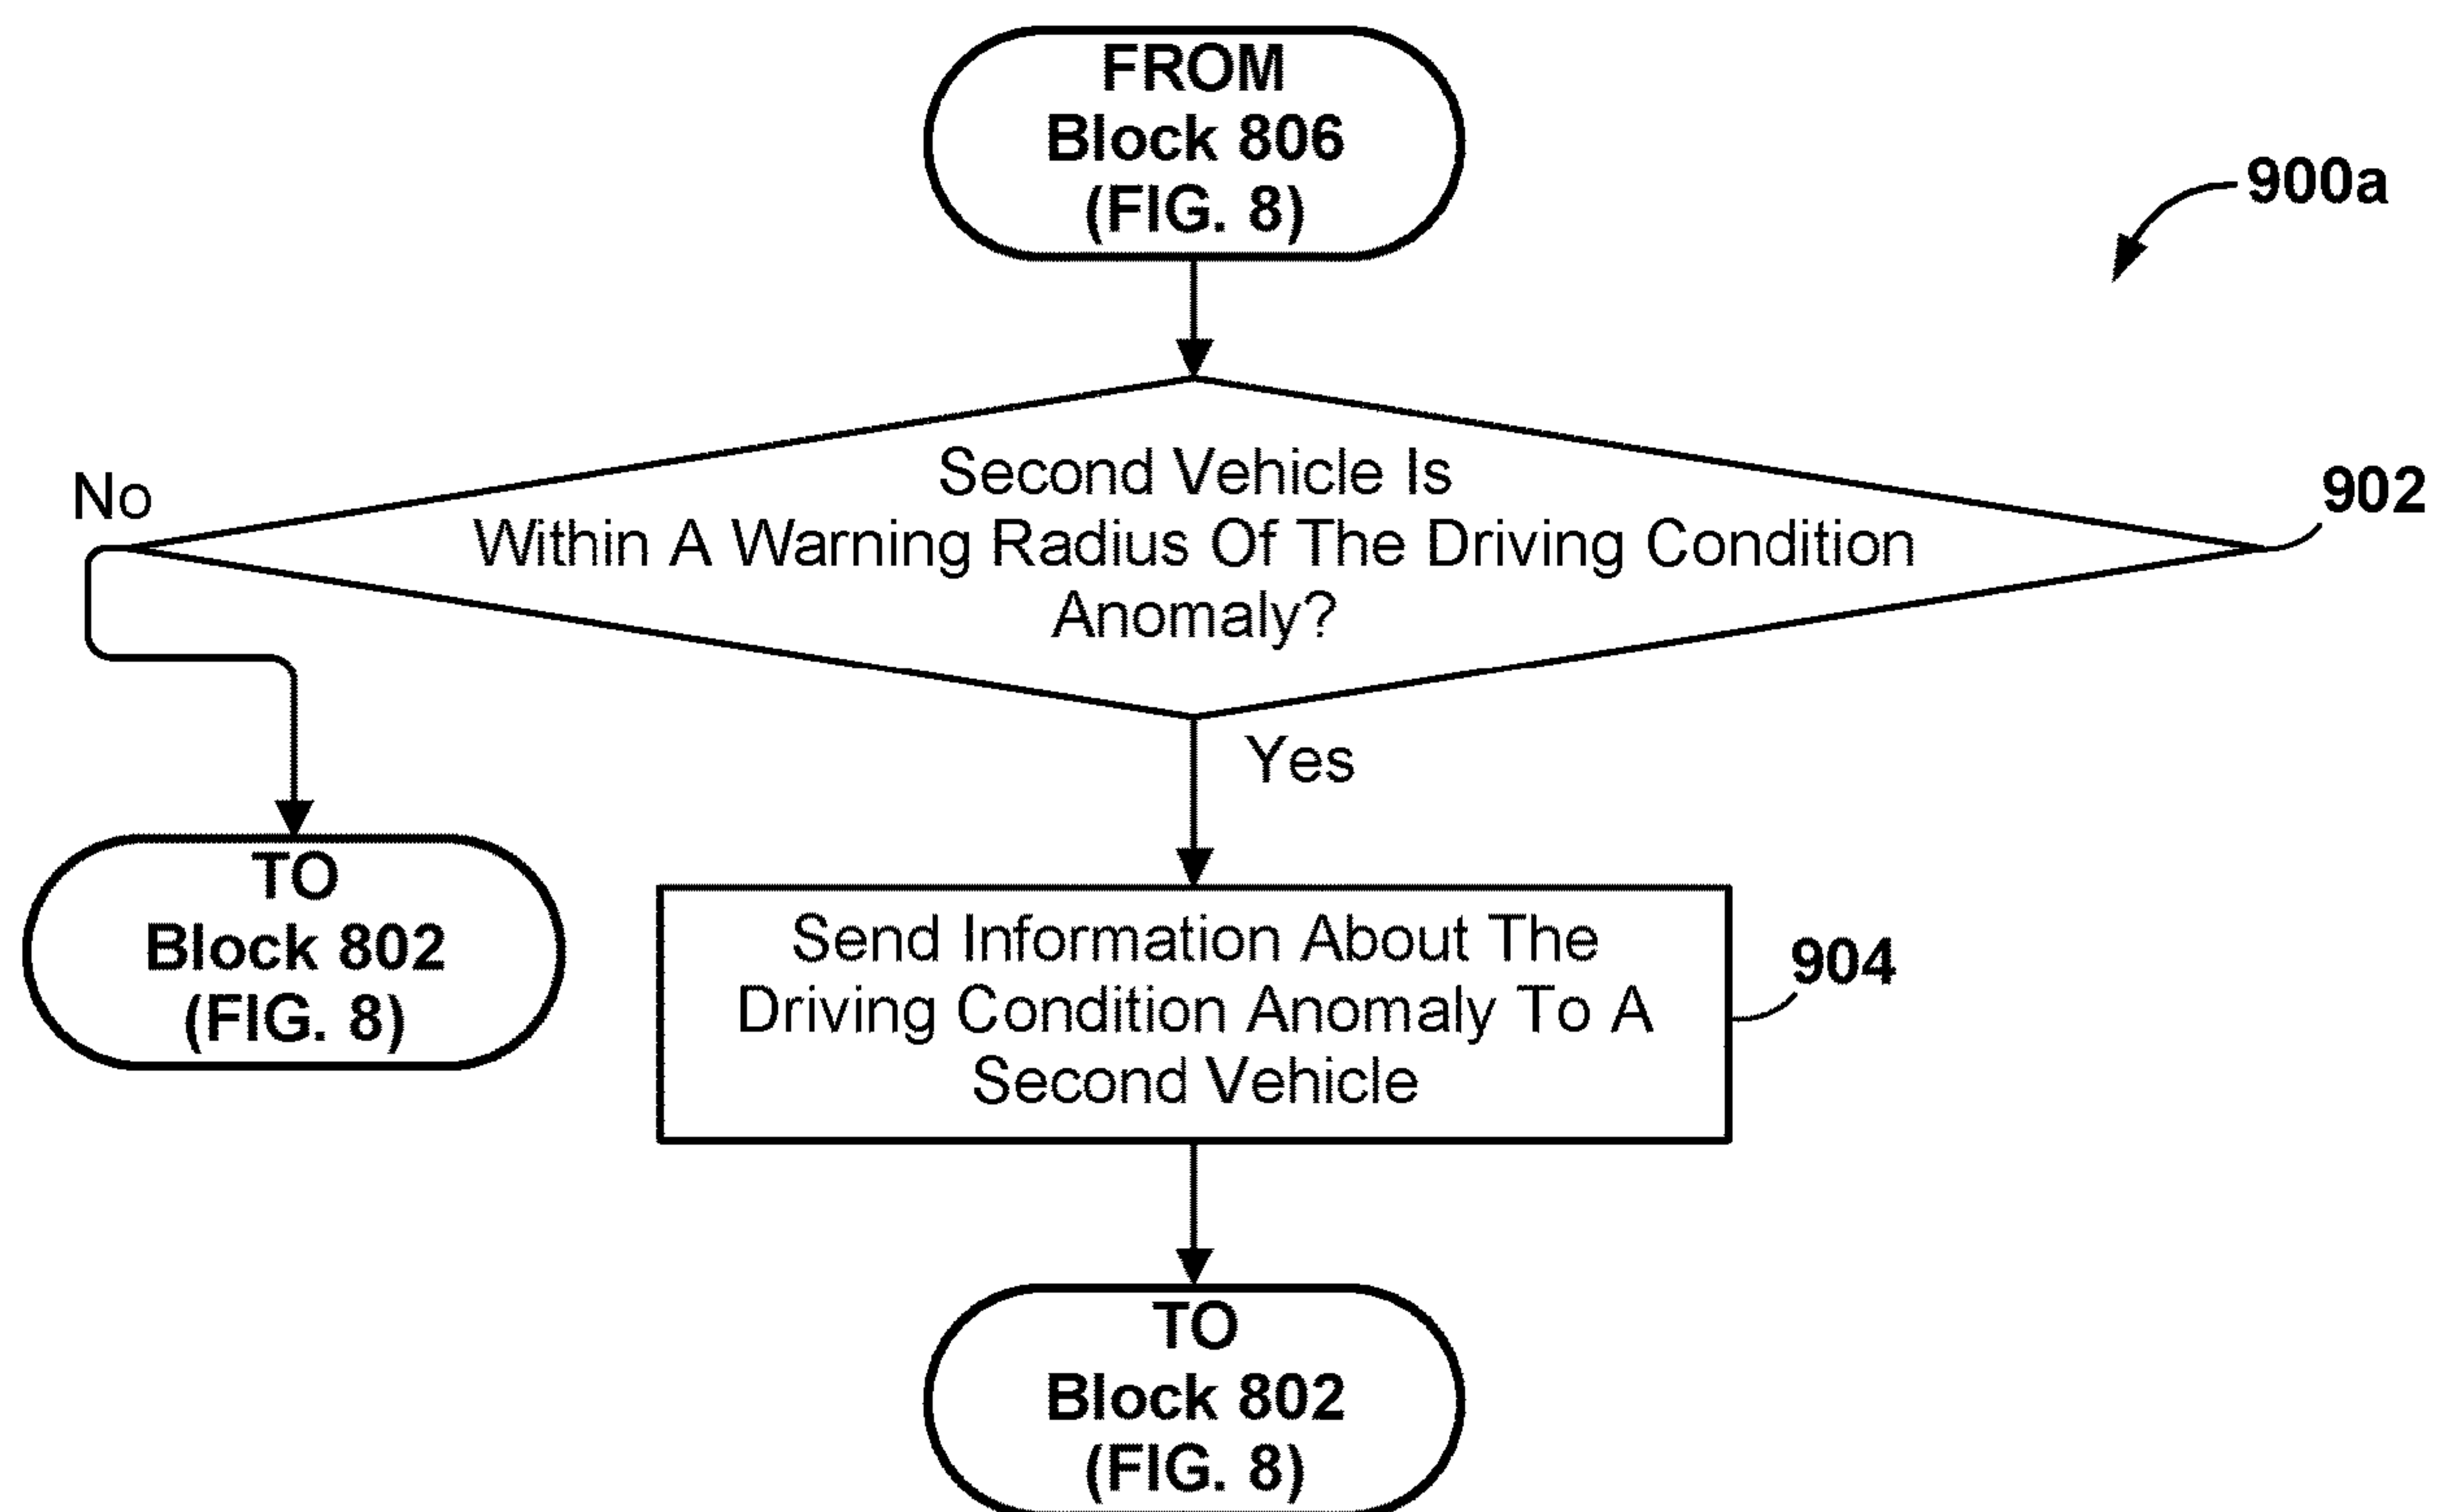 FROM
Block 806
(FIG. 8)
900a
Second Vehicle Is
Within A Warning Radius Of The Driving Condition
Anomaly?
902
No
Yes
TO
Block 802
(FIG. 8)
Send Information About The
Driving Condition Anomaly To A
Second Vehicle
904
TO
Block 802
(FIG. 8)